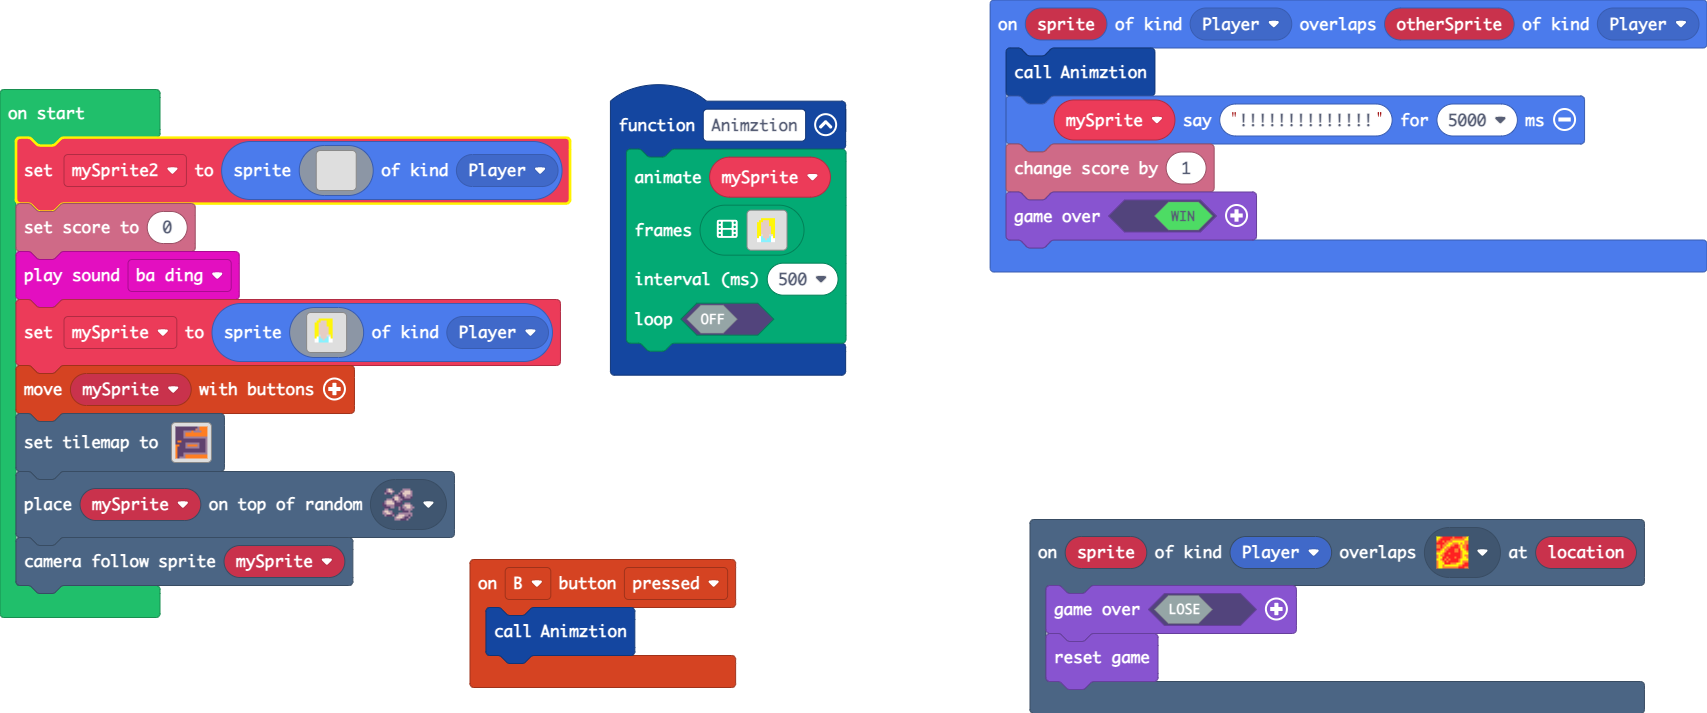 on start
set mySprite2 to sprite of kind Player
set score to 0
play sound ba ding
set mySprite to sprite of kind Player
move mySprite with buttons
set tilemap to
place mySprite on top of random
camera follow sprite mySprite
function Animztion
animate mySprite
frames
interval (ms) 500
loop OFF
on B button pressed
call Animztion
on sprite of kind Player overlaps otherSprite of kind Player
call Animztion
mySprite say "!!!!!!!!!!!!!!" for 5000 ms
change score by 1
game over WIN
on sprite of kind Player overlaps at location
game over LOSE
reset game